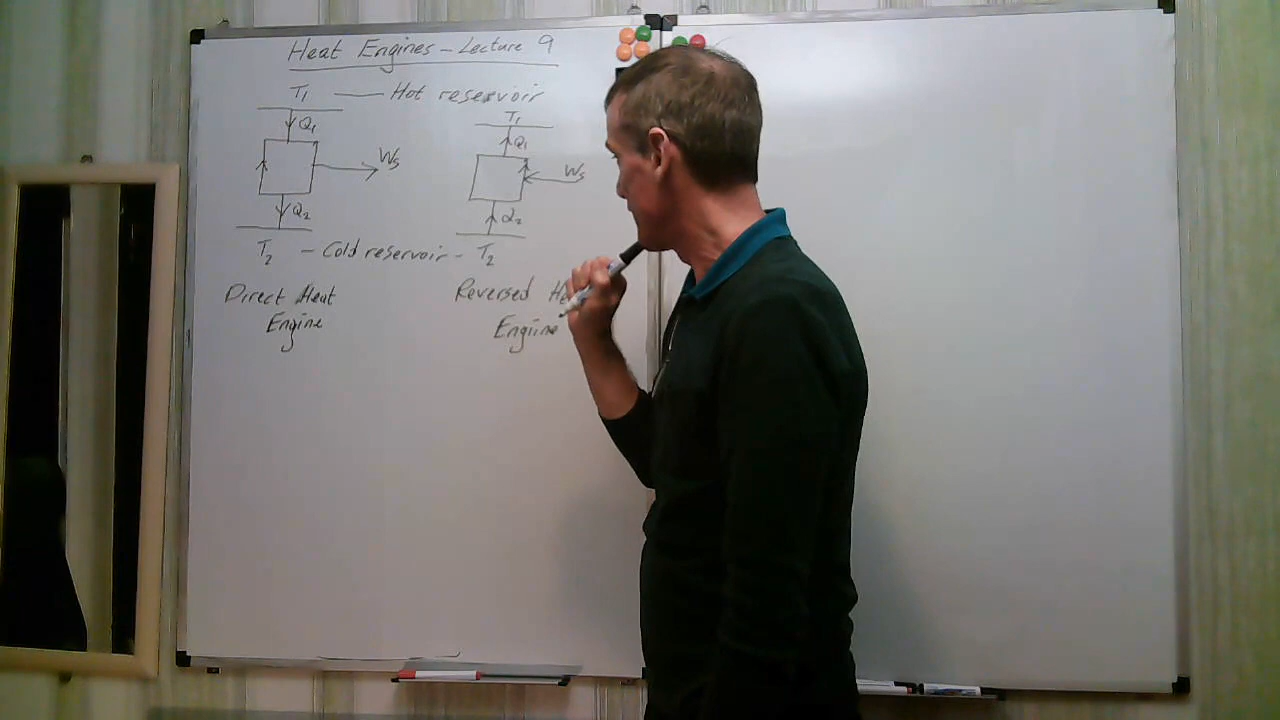 Heat Engines - Lecture 9
T₁ — Hot reservoir
Q₁
Wₛ
Q₂
T₁
Q₁
Wₛ
Q₂
T₂ - Cold reservoir - T₂
Direct Heat
Engine
Reversed
Engine